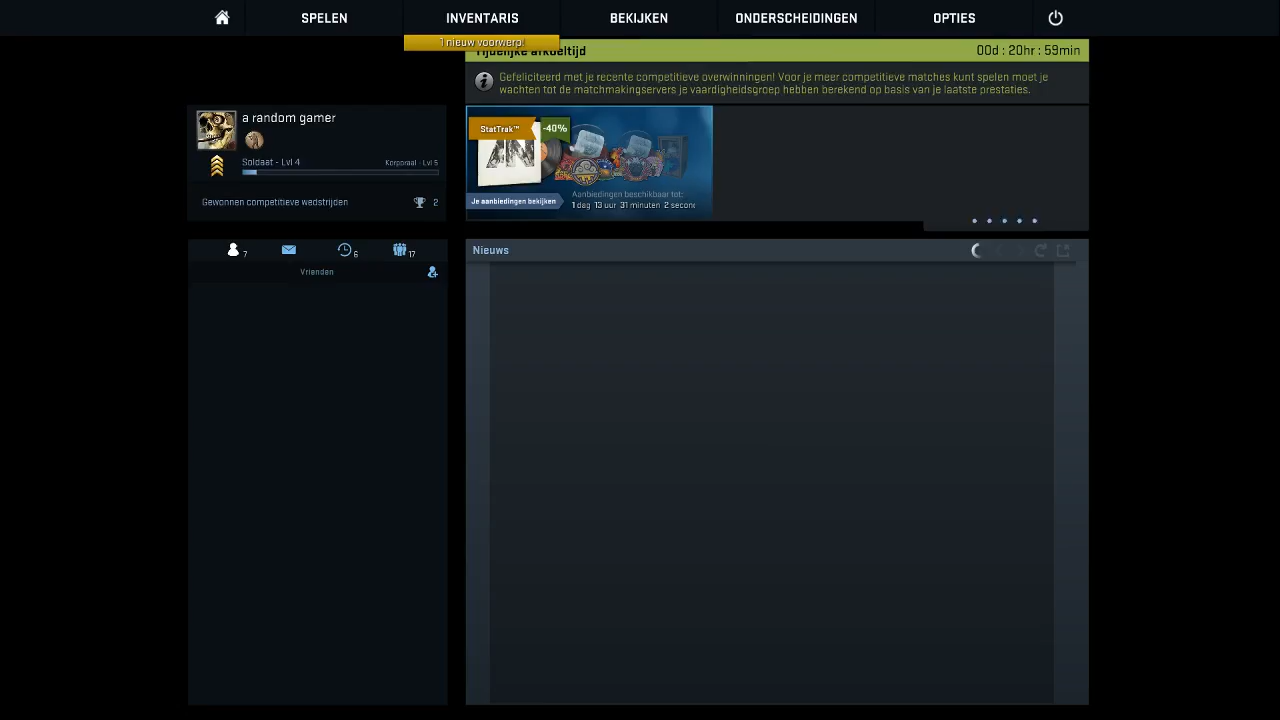 SPELEN
INVENTARIS
BEKIJKEN
ONDERSCHEIDINGEN
OPTIES
1 nieuw voorwerp!
Tijdelijke afkoeltijd
00d : 20hr : 59min
Gefeliciteerd met je recente competitieve overwinningen! Voor je meer competitieve matches kunt spelen moet je
wachten tot de matchmakingservers je vaardigheidsgroep hebben berekend op basis van je laatste prestaties.
a random gamer
Soldaat - Lvl 4
Korporaal - Lvl 5
Gewonnen competitieve wedstrijden
2
StatTrak™
-40%
Je aanbiedingen bekijken
Aanbiedingen beschikbaar tot:
1 dag 13 uur 31 minuten 2 second
7
6
17
Vrienden
Nieuws